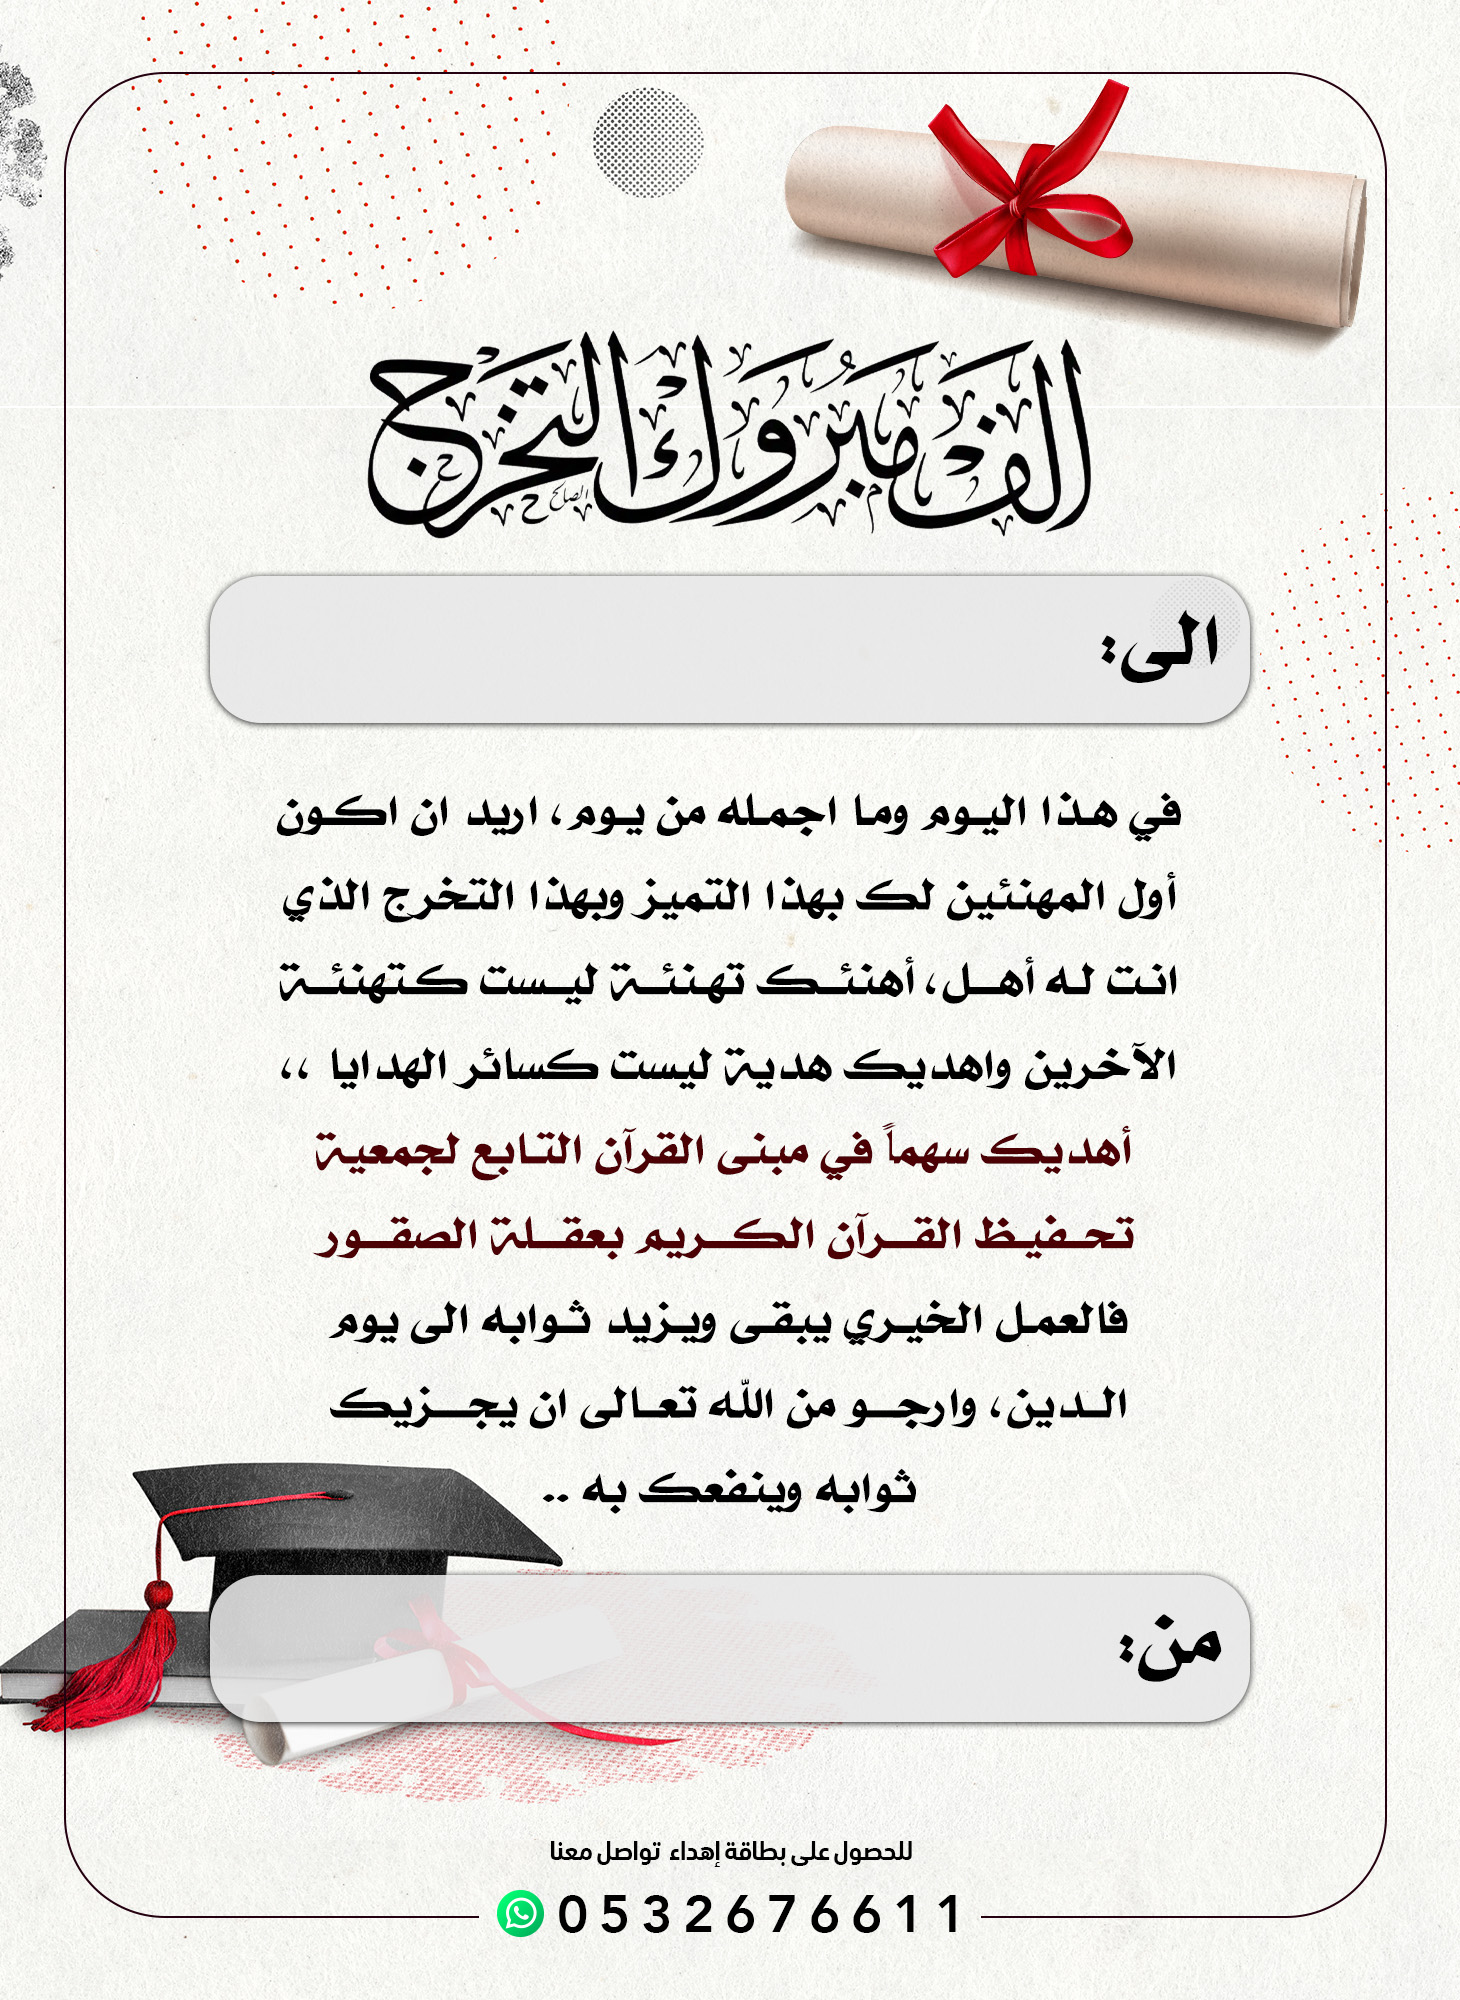 الف مبروك التخرج
الصالح
الى:
في هذا اليوم وما اجمله من يوم، اريد ان اكون
أول المهنئين لك بهذا التميز وبهذا التخرج الذي
انت له أهل، أهنئك تهنئة ليست كتهنئة
الآخرين واهديك هدية ليست كسائر الهدايا ،،
أهديك سهماً في مبنى القرآن التابع لجمعية
تحفيظ القرآن الكريم بعقلة الصقور
فالعمل الخيري يبقى ويزيد ثوابه الى يوم
الدين، وارجو من الله تعالى ان يجزيك
ثوابه وينفعك به ..
من:
للحصول على بطاقة إهداء تواصل معنا
0532676611